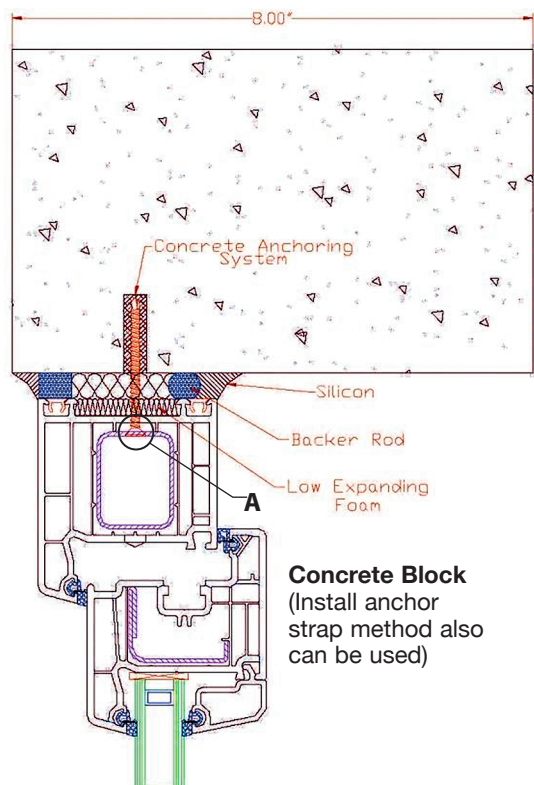 8.00"
Concrete Anchoring
System
Silicon
Backer Rod
A
Low Expanding
Foam
Concrete Block
(Install anchor
strap method also
can be used)